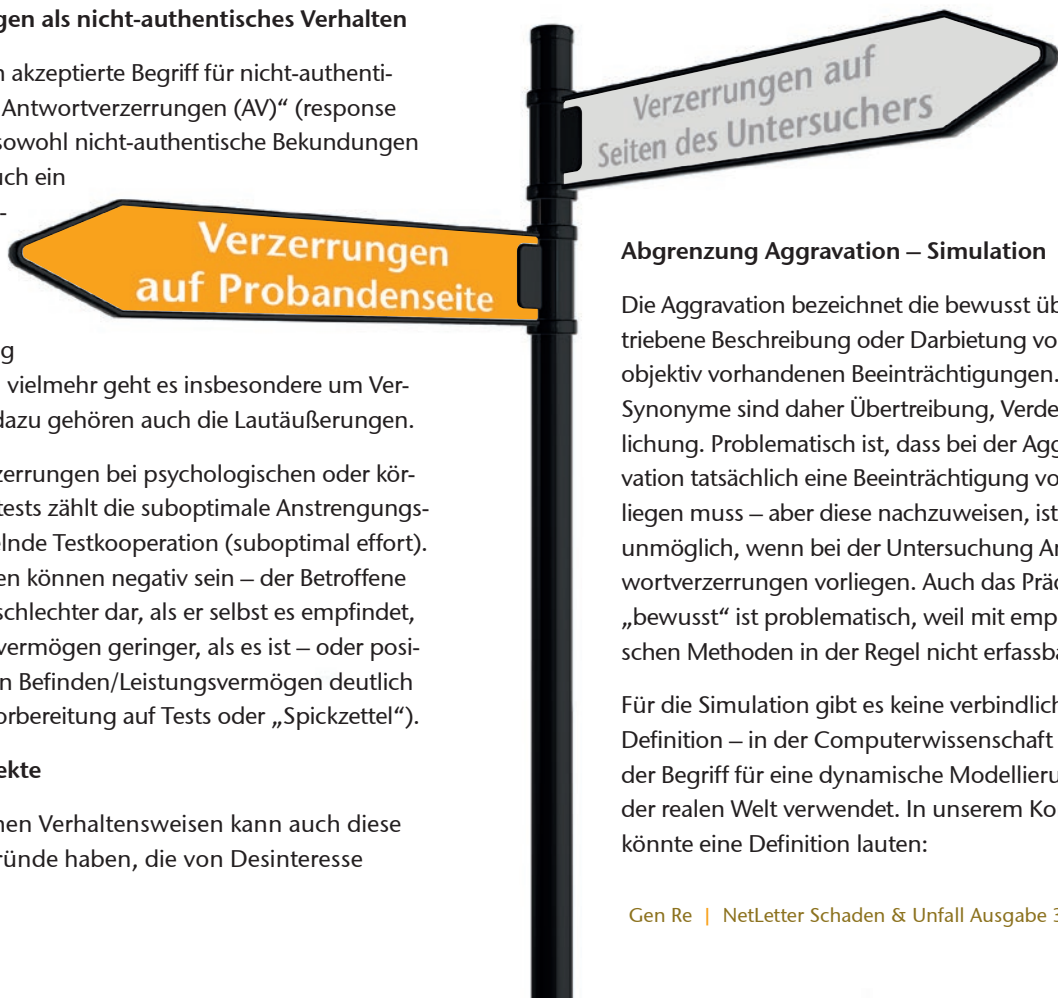 gen als nicht-authentisches Verhalten
akzeptierte Begriff für nicht-authenti-
Antwortverzerrungen (AV)“ (response
sowohl nicht-authentische Bekundungen
uch ein
-
g
vielmehr geht es insbesondere um Ver-
dazu gehören auch die Lautäußerungen.
zerrungen bei psychologischen oder kör-
tests zählt die suboptimale Anstrengungs-
elnde Testkooperation (suboptimal effort).
en können negativ sein – der Betroffene
schlechter dar, als er selbst es empfindet,
vermögen geringer, als es ist – oder posi-
n Befinden/Leistungsvermögen deutlich
orbereitung auf Tests oder „Spickzettel“).
ekte
nen Verhaltensweisen kann auch diese
ründe haben, die von Desinteresse
Verzerrungen
auf Probandenseite
Verzerrungen auf
Seiten des Untersuchers
Abgrenzung Aggravation – Simulation
Die Aggravation bezeichnet die bewusst üb
triebene Beschreibung oder Darbietung vo
objektiv vorhandenen Beeinträchtigungen.
Synonyme sind daher Übertreibung, Verde
lichung. Problematisch ist, dass bei der Agg
vation tatsächlich eine Beeinträchtigung vo
liegen muss – aber diese nachzuweisen, ist
unmöglich, wenn bei der Untersuchung An
wortverzerrungen vorliegen. Auch das Präd
„bewusst“ ist problematisch, weil mit emp
schen Methoden in der Regel nicht erfassba
Für die Simulation gibt es keine verbindlich
Definition – in der Computerwissenschaft
der Begriff für eine dynamische Modellieru
der realen Welt verwendet. In unserem Ko
könnte eine Definition lauten:
Gen Re | NetLetter Schaden & Unfall Ausgabe 3